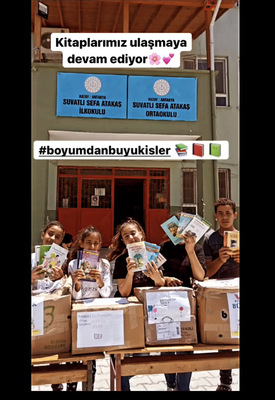 Kitaplarımız ulaşmaya
devam ediyor🌸💕
HATAY - ANTAKYA
SUVATLI SEFA ATAKAŞ
İLKOKULU
HATAY - ANTAKYA
SUVATLI SEFA ATAKAŞ
ORTAOKULU
#boyumdanbuyukisler 📚📕📗